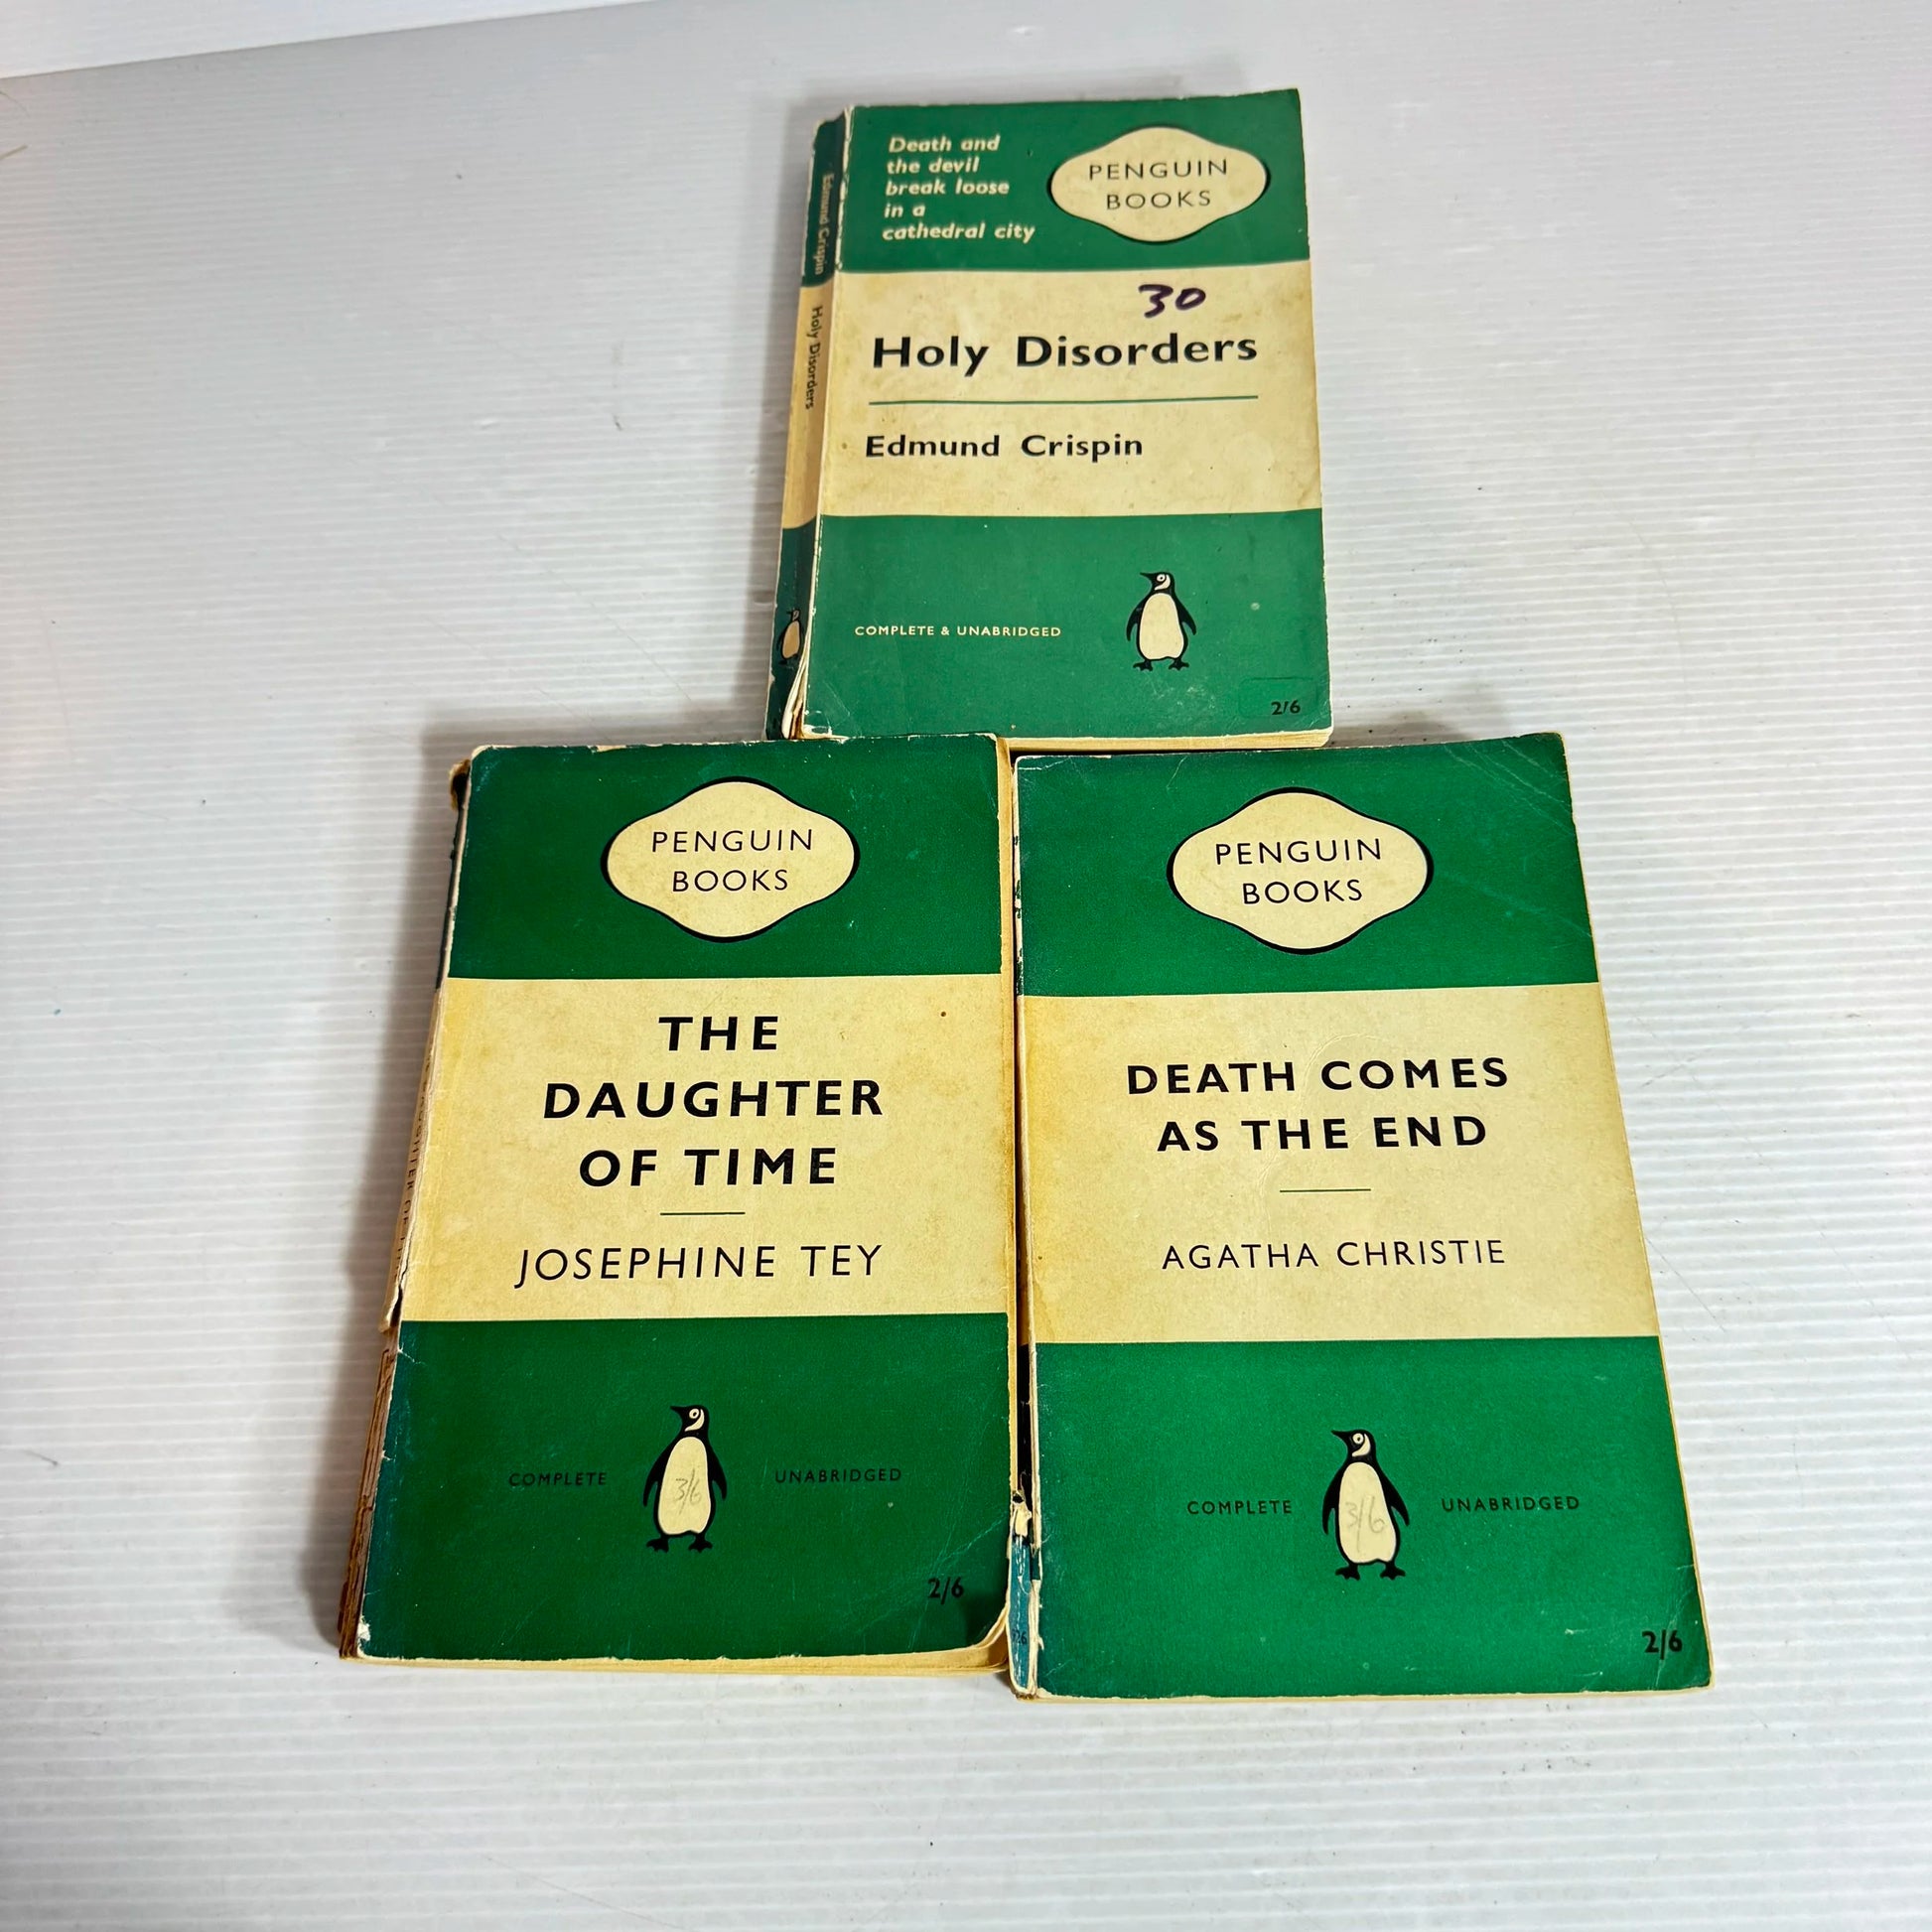 Death and
the devil
break loose
in a
cathedral city
PENGUIN
BOOKS
30
Holy Disorders
Edmund Crispin
COMPLETE & UNABRIDGED
2/6
Edmund Crispin
Holy Disorders
PENGUIN
BOOKS
THE
DAUGHTER
OF TIME
JOSEPHINE TEY
COMPLETE
3/6
UNABRIDGED
2/6
PENGUIN
BOOKS
DEATH COMES
AS THE END
AGATHA CHRISTIE
COMPLETE
3/6
UNABRIDGED
2/6